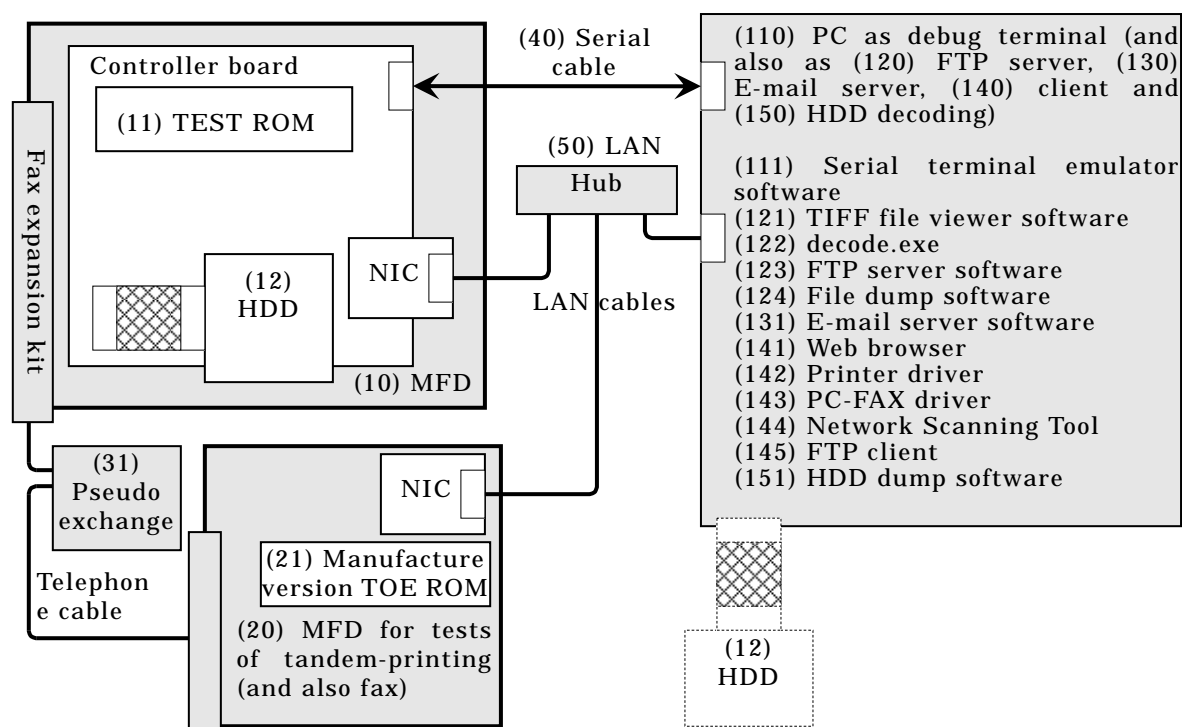 Controller board
(11) TEST ROM
Fax expansion kit
(12)
HDD
NIC
(10) MFD
(40) Serial
cable
(50) LAN
Hub
LAN cables
(110) PC as debug terminal (and
also as (120) FTP server, (130)
E-mail server, (140) client and
(150) HDD decoding)
(111) Serial terminal emulator
software
(121) TIFF file viewer software
(122) decode.exe
(123) FTP server software
(124) File dump software
(131) E-mail server software
(141) Web browser
(142) Printer driver
(143) PC-FAX driver
(144) Network Scanning Tool
(145) FTP client
(151) HDD dump software
(31)
Pseudo
exchange
Telephon
e cable
NIC
(21) Manufacture
version TOE ROM
(20) MFD for tests
of tandem-printing
(and also fax)
(12)
HDD